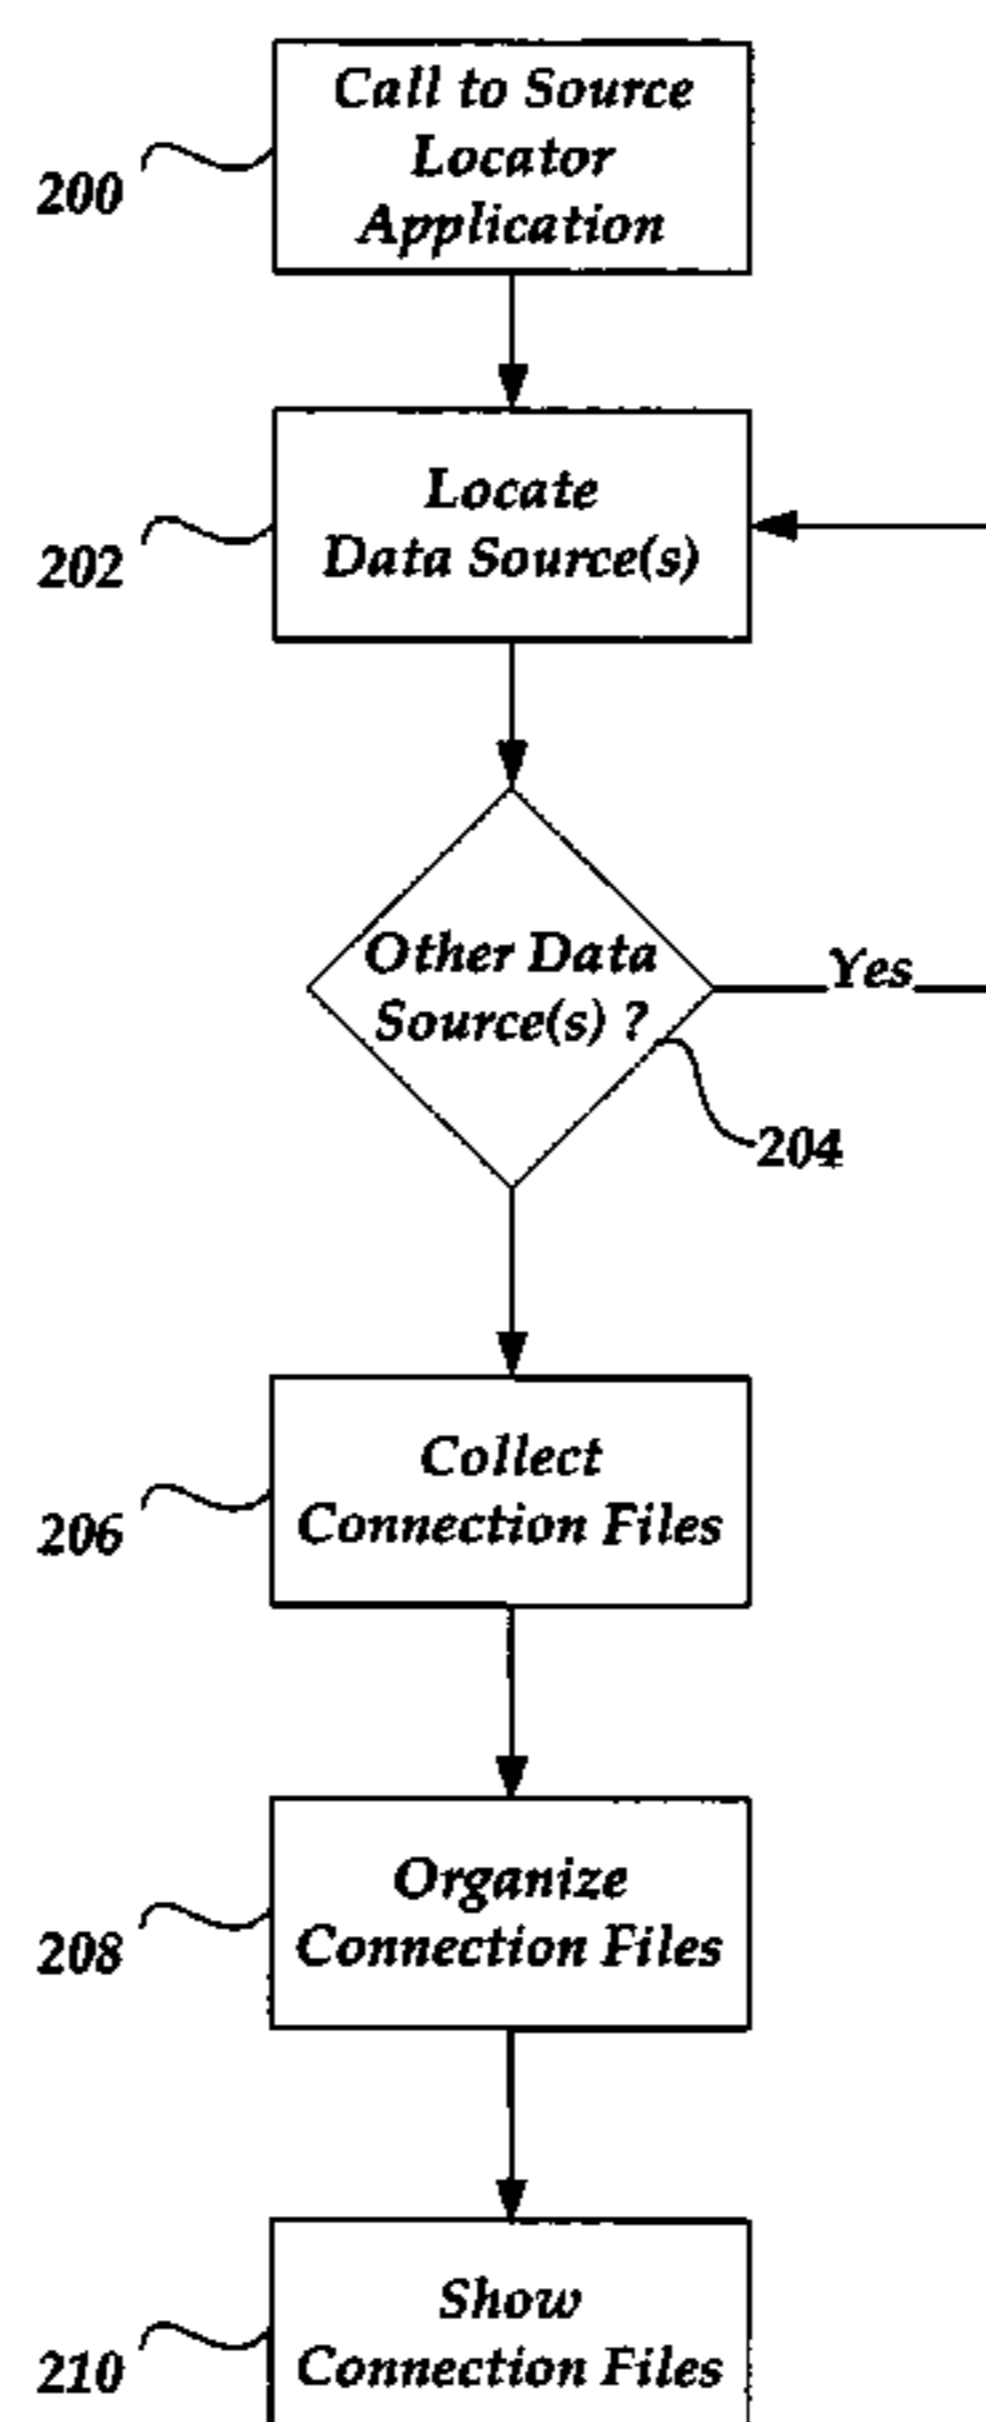 Call to Source
Locator
Application
200
Locate
Data Source(s)
202
Other Data
Source(s) ?
Yes
204
Collect
Connection Files
206
Organize
Connection Files
208
Show
Connection Files
210